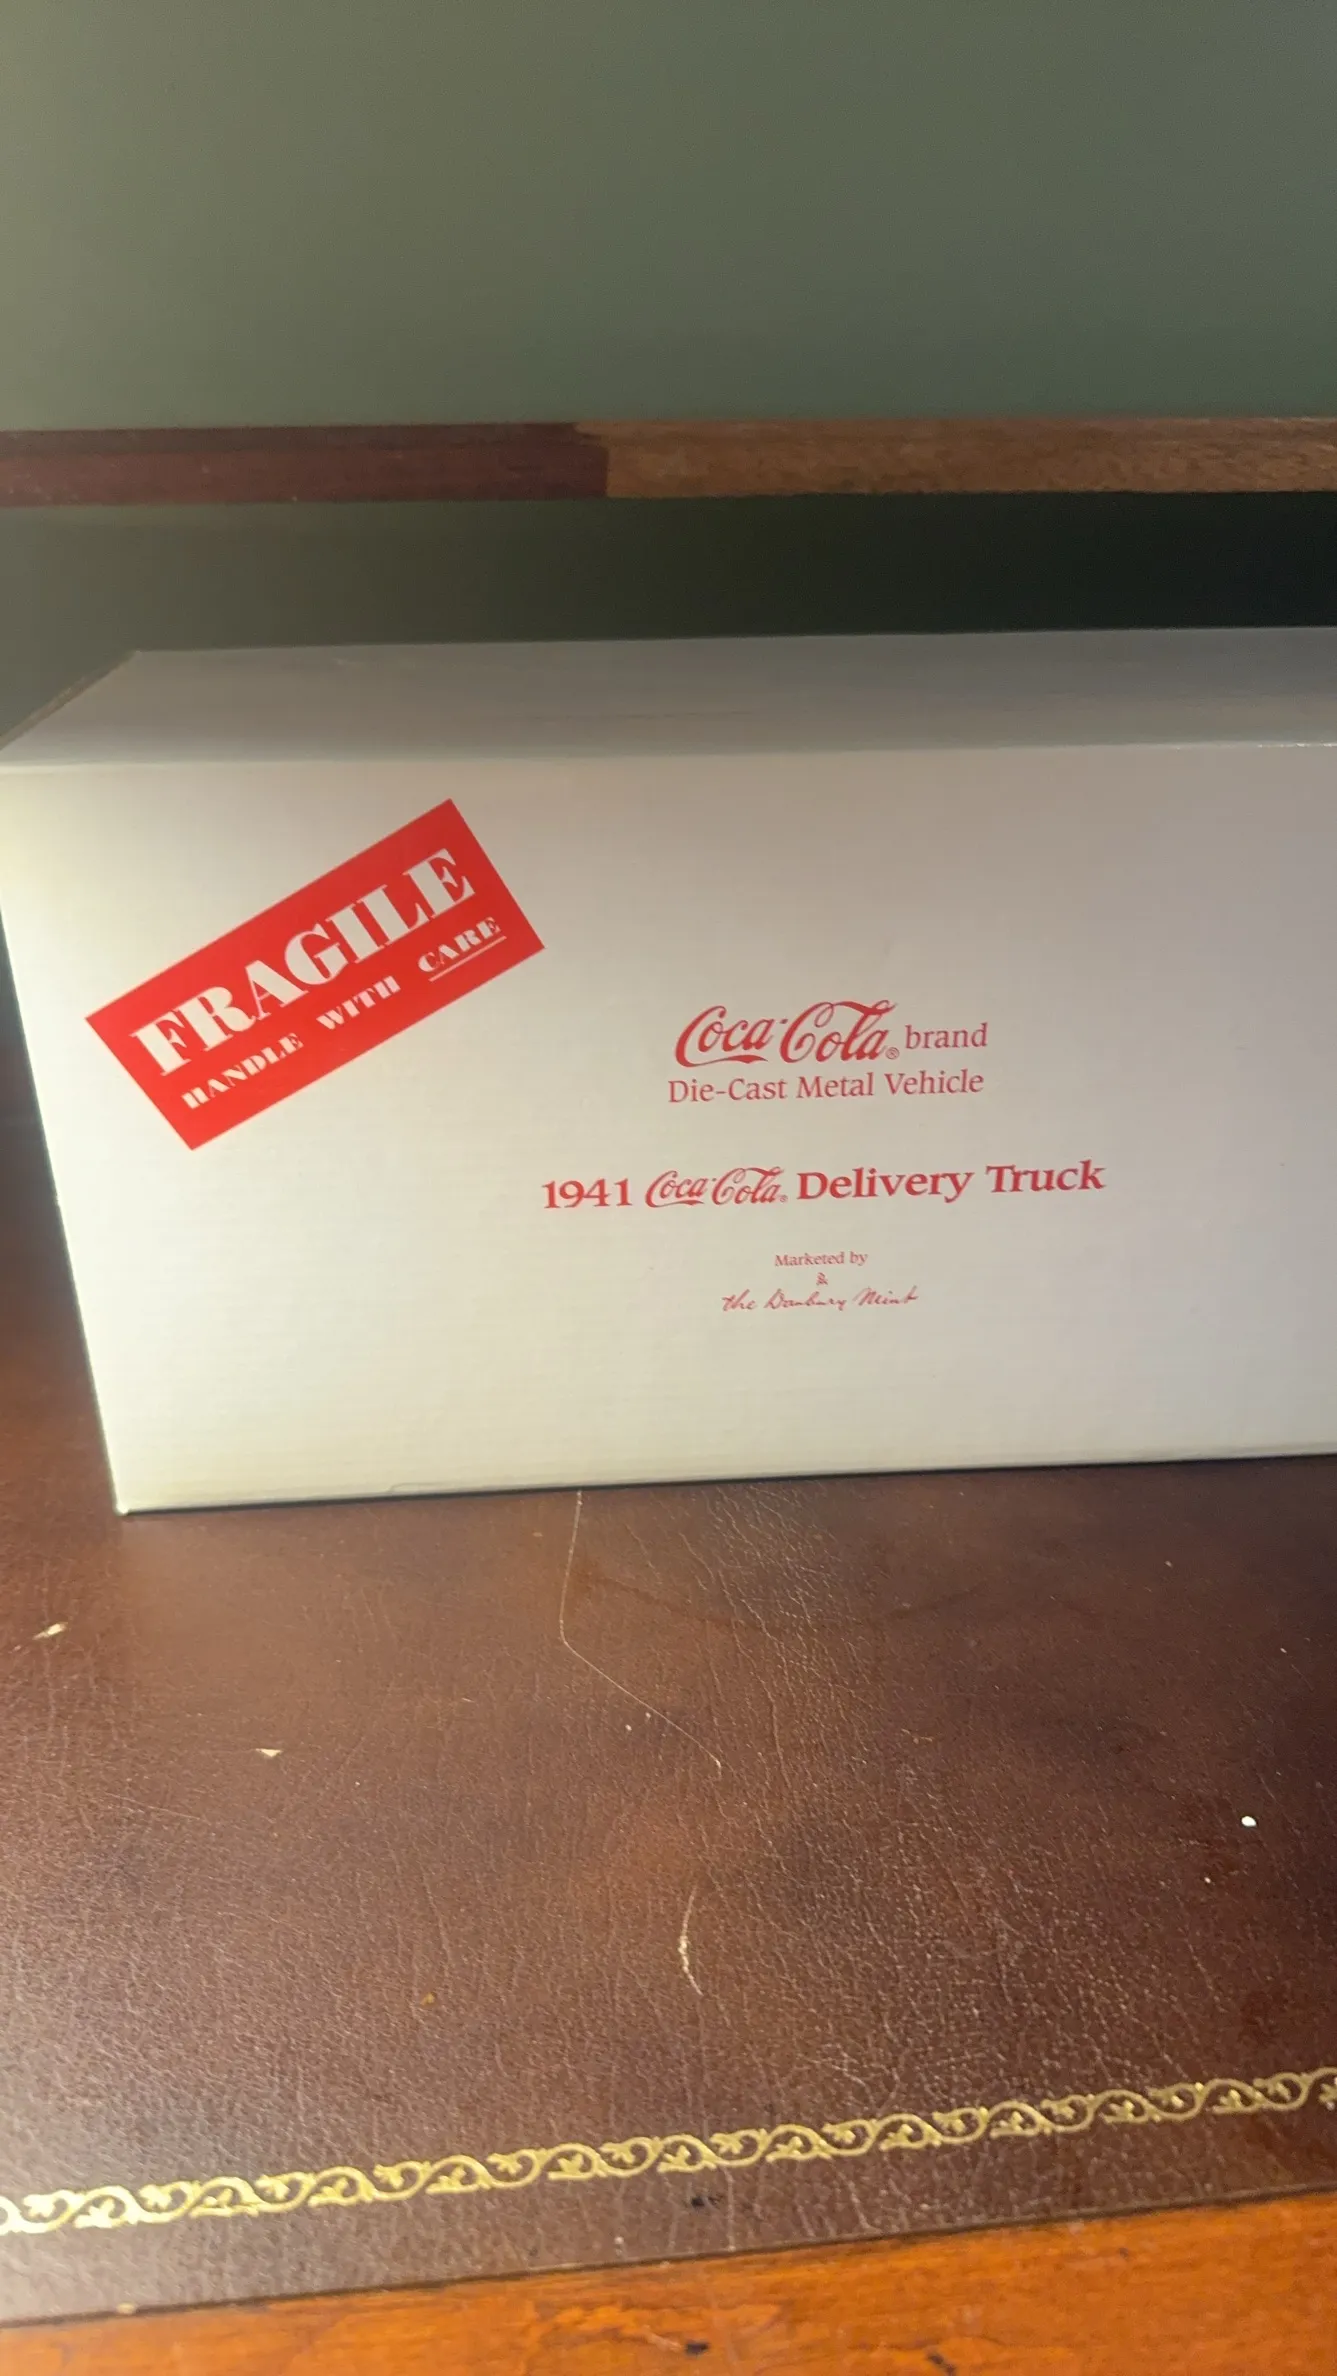 FRAGILE
HANDLE WITH CARE
Coca-Cola® brand
Die-Cast Metal Vehicle
1941 Coca-Cola® Delivery Truck
Marketed by
the Danbury Mint